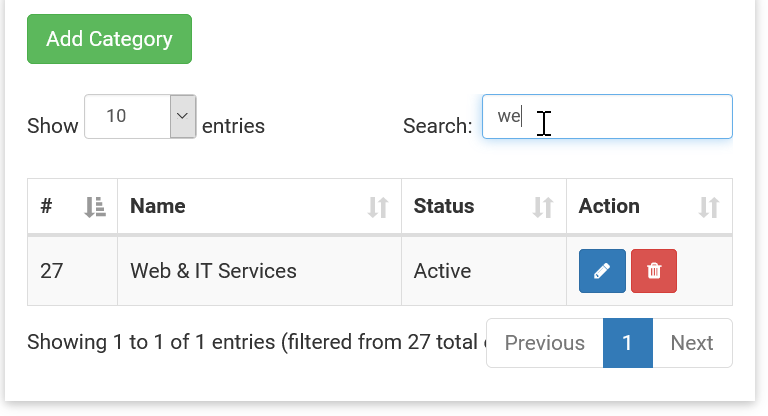 Add Category
Show 10 entries Search: we
# Name Status Action
27 Web & IT Services Active
Showing 1 to 1 of 1 entries (filtered from 27 total Previous 1 Next